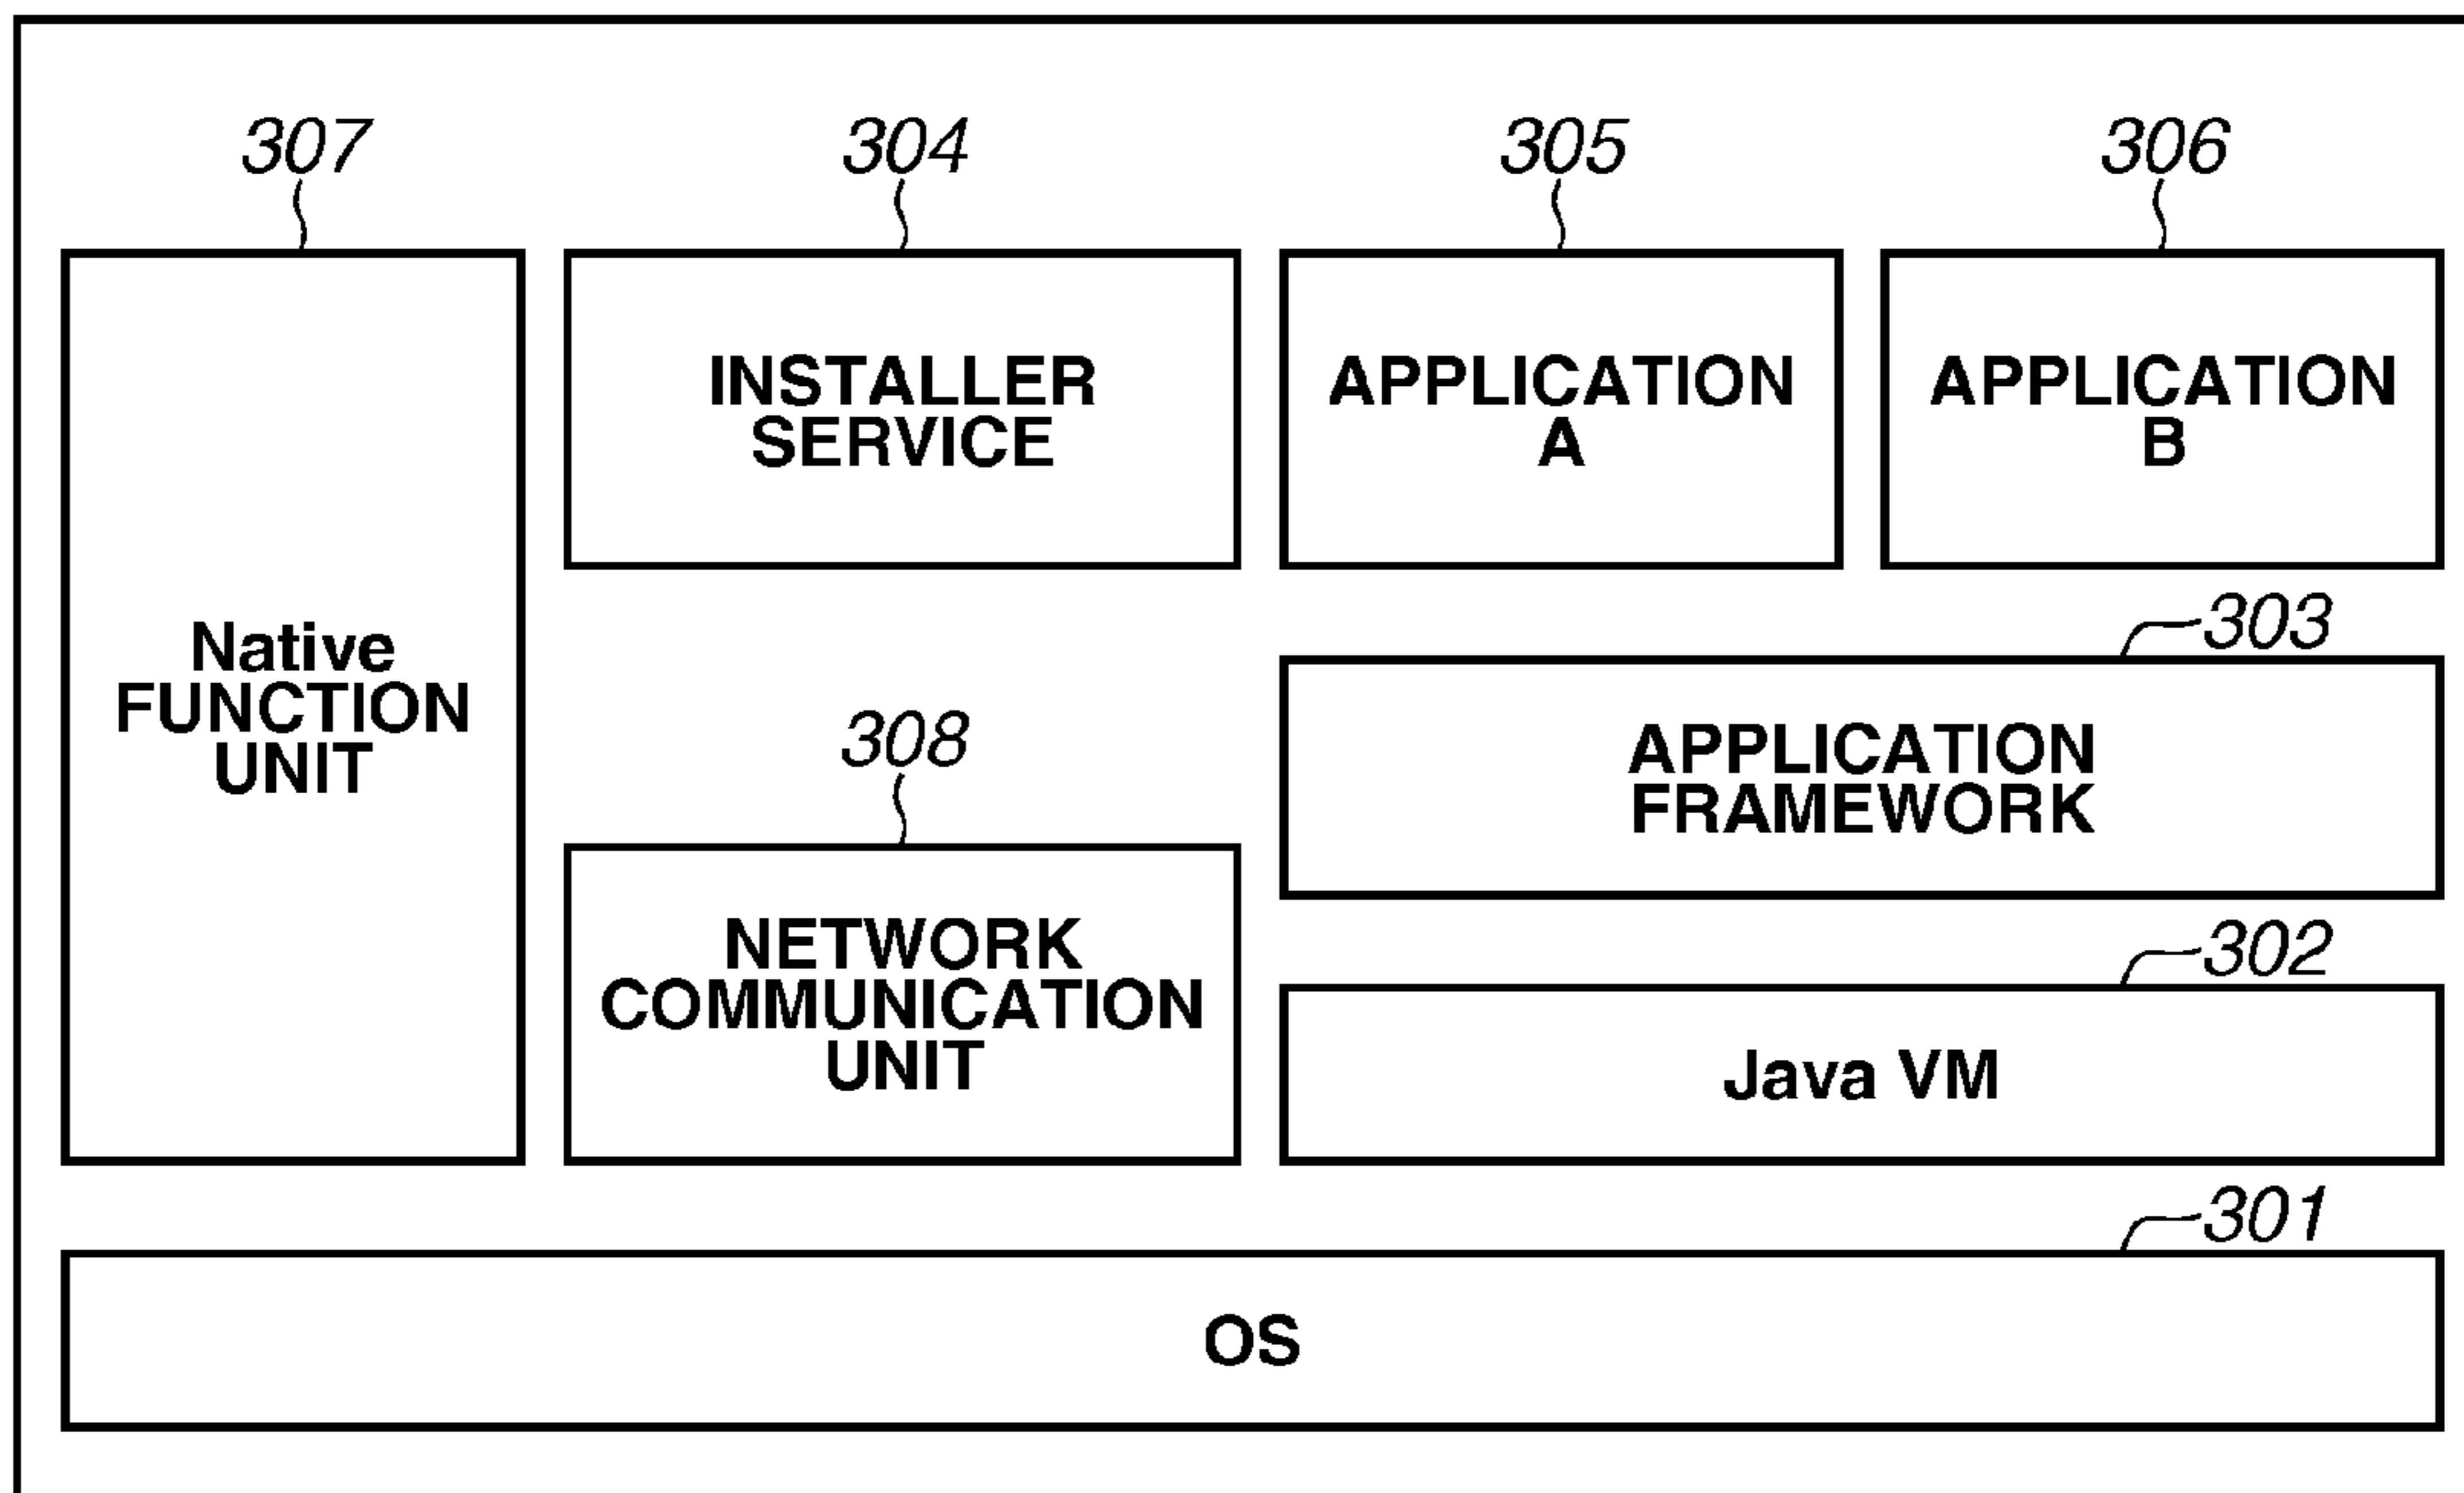 307
304
305
306
INSTALLER
SERVICE
APPLICATION
A
APPLICATION
B
Native
FUNCTION
UNIT
303
APPLICATION
FRAMEWORK
308
NETWORK
COMMUNICATION
UNIT
302
Java VM
301
OS